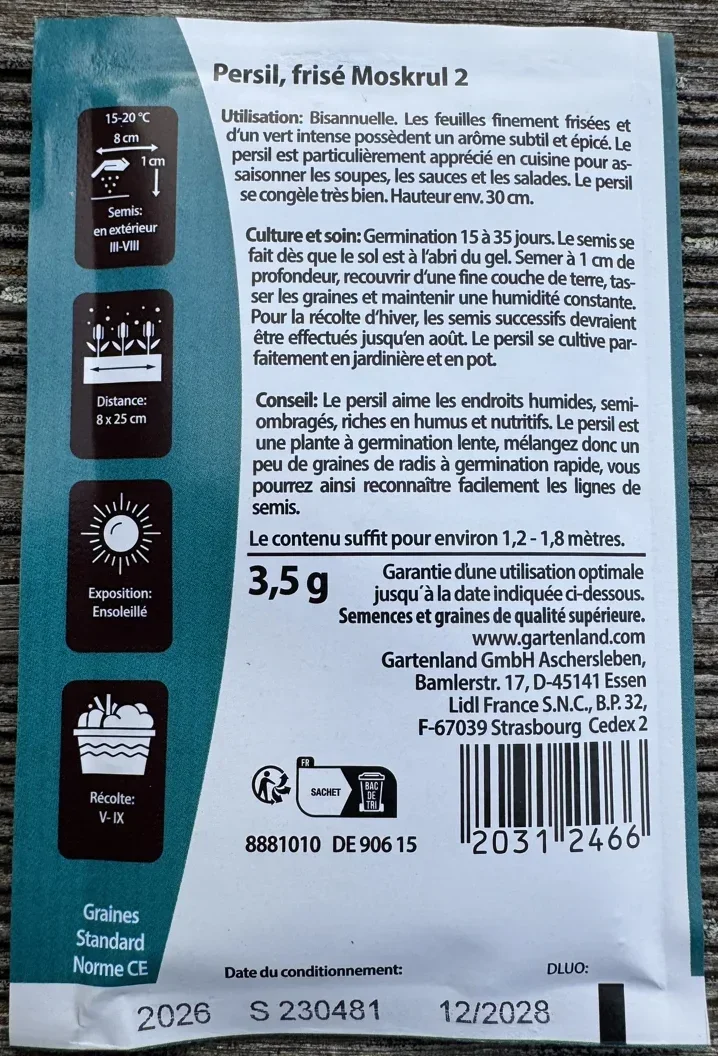 Persil, frisé Moskrul 2
Utilisation: Bisannuelle. Les feuilles finement frisées et
d'un vert intense possèdent un arôme subtil et épicé. Le
persil est particulièrement apprécié en cuisine pour as-
saisonner les soupes, les sauces et les salades. Le persil
se congèle très bien. Hauteur env. 30 cm.
Culture et soin: Germination 15 à 35 jours. Le semis se
fait dès que le sol est à l'abri du gel. Semer à 1 cm de
profondeur, recouvrir d'une fine couche de terre, tas-
ser les graines et maintenir une humidité constante.
Pour la récolte d'hiver, les semis successifs devraient
être effectués jusqu'en août. Le persil se cultive par-
faitement en jardinière et en pot.
Conseil: Le persil aime les endroits humides, semi-
ombragés, riches en humus et nutritifs. Le persil est
une plante à germination lente, mélangez donc un
peu de graines de radis à germination rapide, vous
pourrez ainsi reconnaître facilement les lignes de
semis.
Le contenu suffit pour environ 1,2 - 1,8 mètres.
3,5 g
Garantie d'une utilisation optimale
jusqu´à la date indiquée ci-dessous.
Semences et graines de qualité supérieure.
www.gartenland.com
Gartenland GmbH Aschersleben,
Bamlerstr. 17, D-45141 Essen
Lidl France S.N.C., B.P. 32,
F-67039 Strasbourg Cedex 2
FR
SACHET
BAC
DE
TRI
8881010 DE 906 15
2031 2466
15-20 °C
8 cm
1 cm
Semis:
en extérieur
III-VIII
Distance:
8 x 25 cm
Exposition:
Ensoleillé
Récolte:
V- IX
Graines
Standard
Norme CE
Date du conditionnement:
DLUO:
2026 S 230481 12/2028